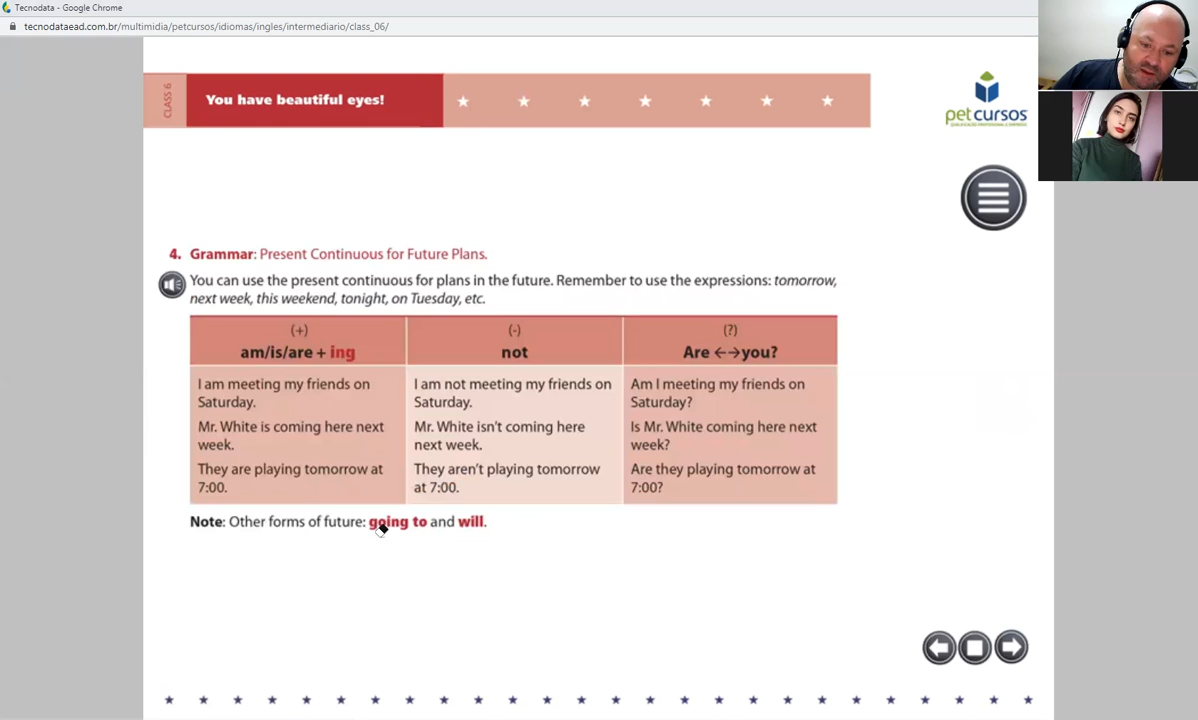 Tecnodata - Google Chrome
tecnodataead.com.br/multimidia/petcursos/idiomas/ingles/intermediario/class_06/
CLASS 6
You have beautiful eyes!
petcursos
QUALIFICAÇÃO PROFISSIONAL E EMPRESA
4. Grammar: Present Continuous for Future Plans.
You can use the present continuous for plans in the future. Remember to use the expressions: tomorrow,
next week, this weekend, tonight, on Tuesday, etc.
(+)
am/is/are + ing
I am meeting my friends on
Saturday.
Mr. White is coming here next
week.
They are playing tomorrow at
7:00.
(-)
not
I am not meeting my friends on
Saturday.
Mr. White isn't coming here
next week.
They aren't playing tomorrow
at 7:00.
(?)
Are ←→you?
Am I meeting my friends on
Saturday?
Is Mr. White coming here next
week?
Are they playing tomorrow at
7:00?
Note: Other forms of future: going to and will.